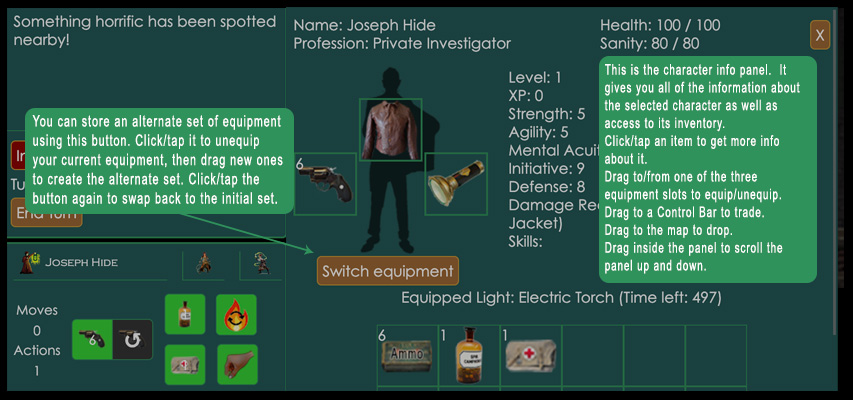 Something horrific has been spotted
nearby!
Name: Joseph Hide
Profession: Private Investigator
Health: 100 / 100
Sanity: 80 / 80
X
This is the character info panel. It
gives you all of the information about
the selected character as well as
access to its inventory.
Click/tap an item to get more info
about it.
Drag to/from one of the three
equipment slots to equip/unequip.
Drag to a Control Bar to trade.
Drag to the map to drop.
Drag inside the panel to scroll the
panel up and down.
Level: 1
XP: 0
Strength: 5
Agility: 5
Mental Acuit
Initiative: 9
Defense: 8
Damage Re
Jacket)
Skills:
You can store an alternate set of equipment
using this button. Click/tap it to unequip
your current equipment, then drag new ones
to create the alternate set. Click/tap the
button again to swap back to the initial set.
6
In
Tu
End Turn
Switch equipment
Equipped Light: Electric Torch (Time left: 497)
Joseph Hide
Moves
0
Actions
1
6
1
6
Ammo
1
1